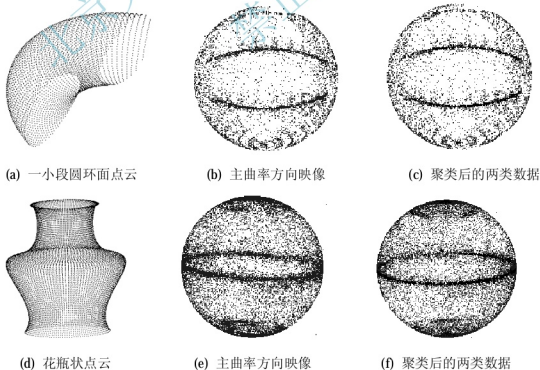 (a) 一小段圆环面点云 (b) 主曲率方向映像 (c) 聚类后的两类数据
(d) 花瓶状点云 (e) 主曲率方向映像 (f) 聚类后的两类数据